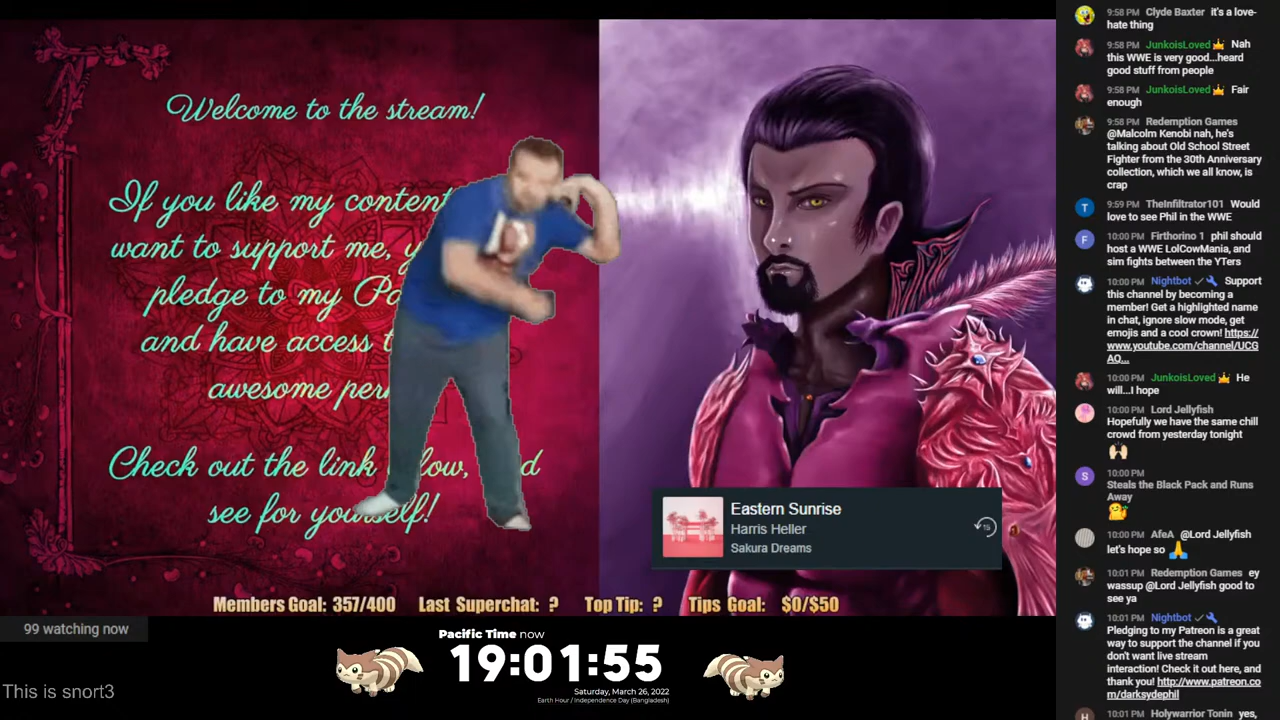 Welcome to the stream!
If you like my content
want to support me, y
pledge to my Pa
and have access t
awesome per
Check out the link low, d
see for yourself!
Eastern Sunrise
Harris Heller
Sakura Dreams
15
Members Goal: 357/400 Last Superchat: ? Top Tip: ? Tips Goal: $0/$50
99 watching now
This is snort3
Pacific Time now
19:01:55
Saturday, March 26, 2022
Earth Hour / Independence Day (Bangladesh)
9:58 PM Clyde Baxter it's a love-
hate thing
9:58 PM JunkoisLoved Nah
this WWE is very good...heard
good stuff from people
9:58 PM JunkoisLoved Fair
enough
9:58 PM Redemption Games
@Malcolm Kenobi nah, he's
talking about Old School Street
Fighter from the 30th Anniversary
collection, which we all know, is
crap
T
9:59 PM TheInfiltrator101 Would
love to see Phil in the WWE
F
10:00 PM Firthorino 1 phil should
host a WWE LolCowMania, and
sim fights between the YTers
10:00 PM Nightbot Support
this channel by becoming a
member! Get a highlighted name
in chat, ignore slow mode, get
emojis and a cool crown! https://
www.youtube.com/channel/UCG
AQ...
10:00 PM JunkoisLoved He
will...I hope
10:00 PM Lord Jellyfish
Hopefully we have the same chill
crowd from yesterday tonight
S
10:00 PM
Steals the Black Pack and Runs
Away
10:00 PM AfeA @Lord Jellyfish
let's hope so
10:01 PM Redemption Games ey
wassup @Lord Jellyfish good to
see ya
10:01 PM Nightbot
Pledging to my Patreon is a great
way to support the channel if you
don't want live stream
interaction! Check it out here, and
thank you! http://www.patreon.co
m/darksydephil
H
10:01 PM Holywarrior Tonin yes,